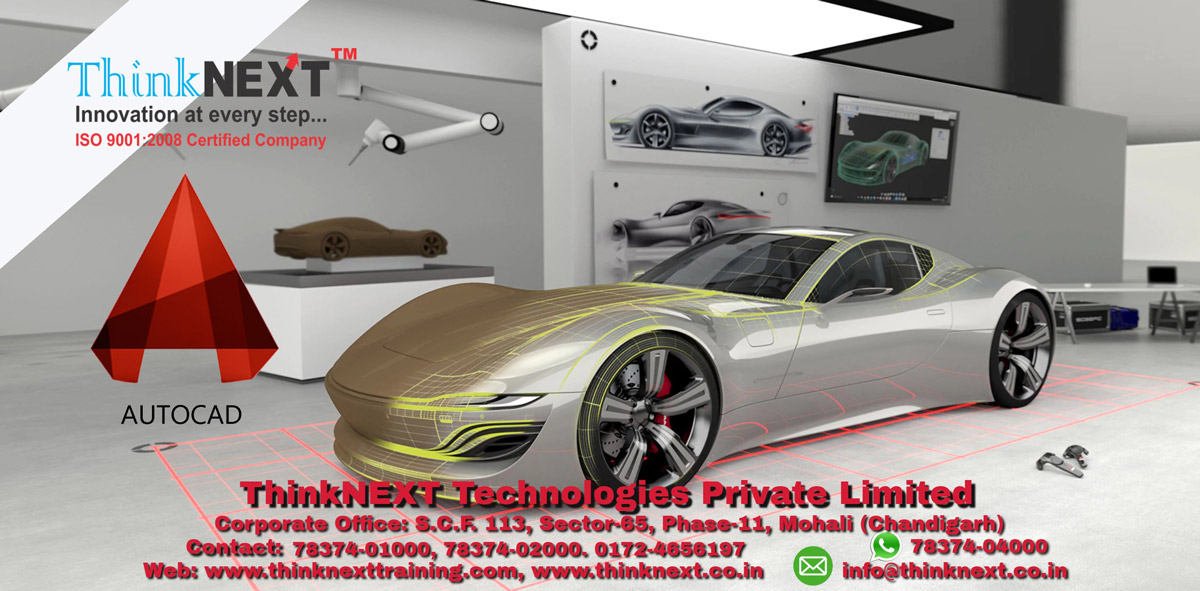 ThinkNEXT™
Innovation at every step...
ISO 9001:2008 Certified Company
AUTOCAD
ThinkNEXT Technologies Private Limited
Corporate Office: S.C.F. 113, Sector-65, Phase-11, Mohali (Chandigarh)
Contact: 78374-01000, 78374-02000. 0172-4656197
78374-04000
Web: www.thinknexttraining.com, www.thinknext.co.in
info@thinknext.co.in